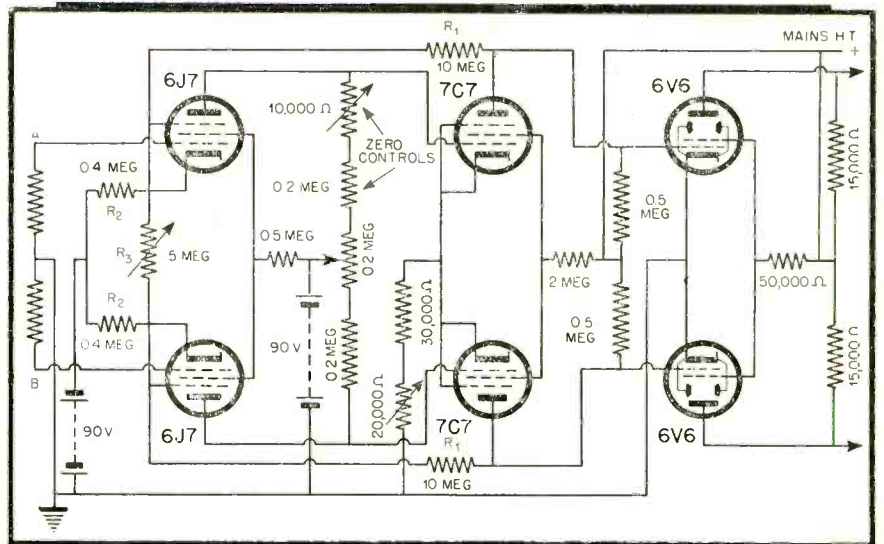 R₁
10 MEG
MAINS H T
+
6J7
7C7
6V6
10,000 Ω
ZERO
CONTROLS
A
0.4 MEG
R₂
0.2 MEG
0.5
MEG
15,000 Ω
R₃
5 MEG
0.5 MEG
0.2 MEG
2 MEG
50,000 Ω
30,000 Ω
R₂
0.4 MEG
90 V
0.2 MEG
0.5
MEG
15,000 Ω
B
20,000 Ω
90V
6J7
7C7
6V6
R₁
10 MEG